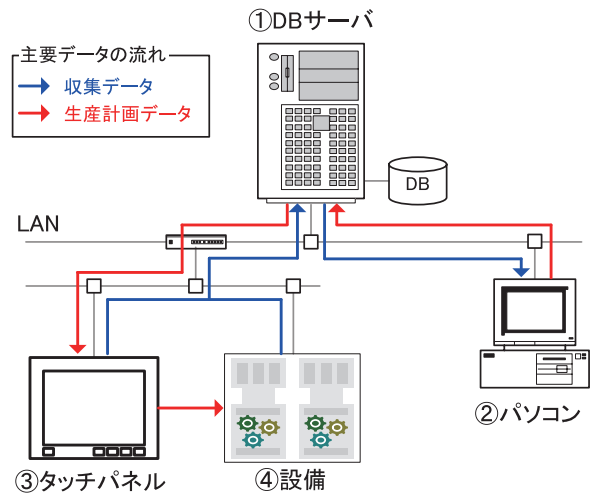 ①DBサーバ
主要データの流れ
収集データ
生産計画データ
DB
LAN
②パソコン
③タッチパネル
④設備